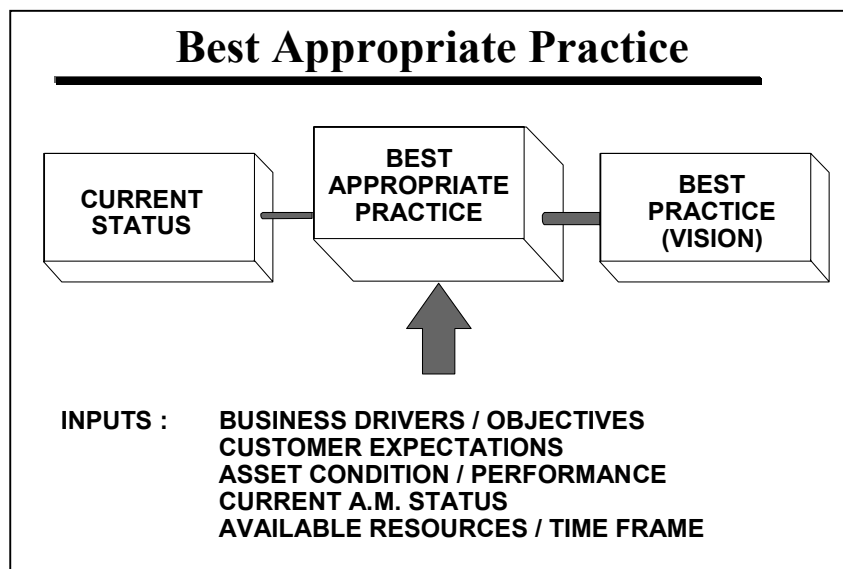 Best Appropriate Practice
CURRENT
STATUS
BEST
APPROPRIATE
PRACTICE
BEST
PRACTICE
(VISION)
INPUTS : BUSINESS DRIVERS / OBJECTIVES
CUSTOMER EXPECTATIONS
ASSET CONDITION / PERFORMANCE
CURRENT A.M. STATUS
AVAILABLE RESOURCES / TIME FRAME